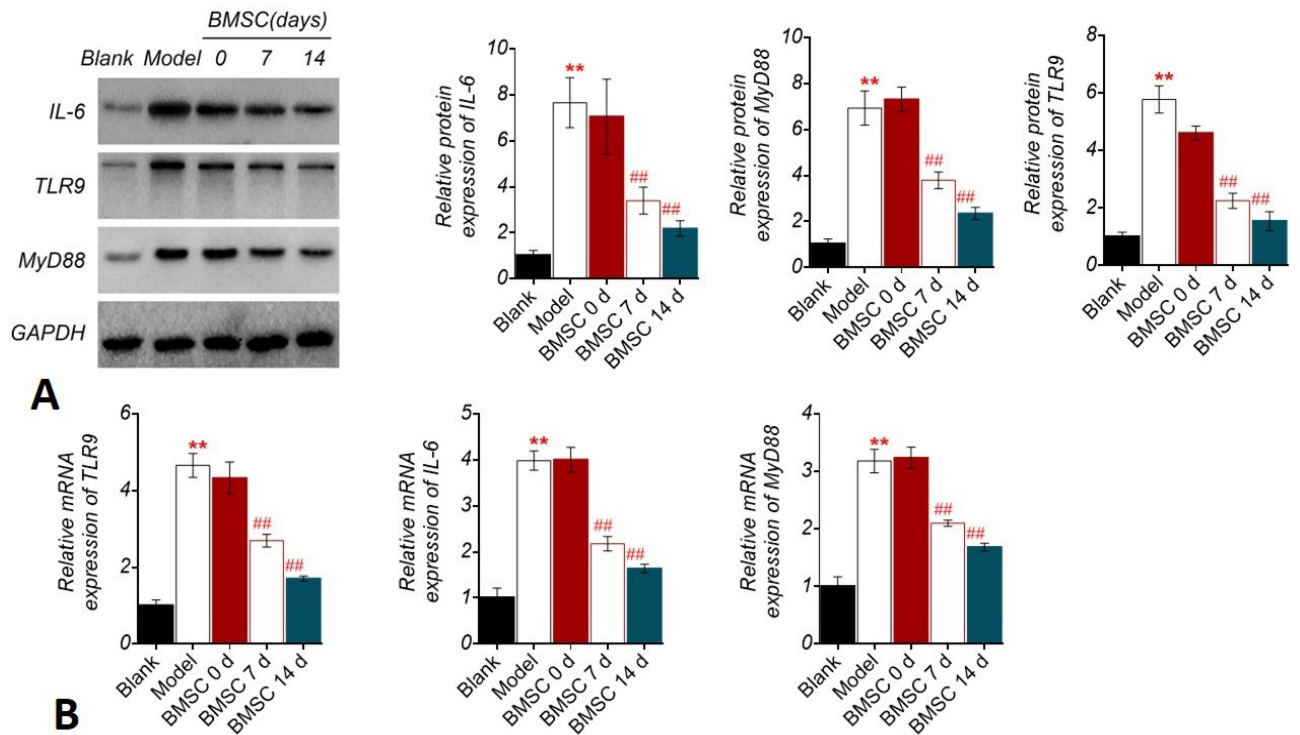 BMSC(days)
Blank Model 0 7 14
IL-6
TLR9
MyD88
GAPDH
A
Relative protein
expression of IL-6
10
8
6
4
2
0
**
##
##
Blank
Model
BMSC 0 d
BMSC 7 d
BMSC 14 d
Relative protein
expression of MyD88
10
8
6
4
2
0
**
##
##
Blank
Model
BMSC 0 d
BMSC 7 d
BMSC 14 d
Relative protein
expression of TLR9
8
6
4
2
0
**
##
##
Blank
Model
BMSC 0 d
BMSC 7 d
BMSC 14 d
Relative mRNA
expression of TLR9
6
4
2
0
**
##
##
Blank
Model
BMSC 0 d
BMSC 7 d
BMSC 14 d
Relative mRNA
expression of IL-6
5
4
3
2
1
0
**
##
##
Blank
Model
BMSC 0 d
BMSC 7 d
BMSC 14 d
Relative mRNA
expression of MyD88
4
3
2
1
0
**
##
##
Blank
Model
BMSC 0 d
BMSC 7 d
BMSC 14 d
B